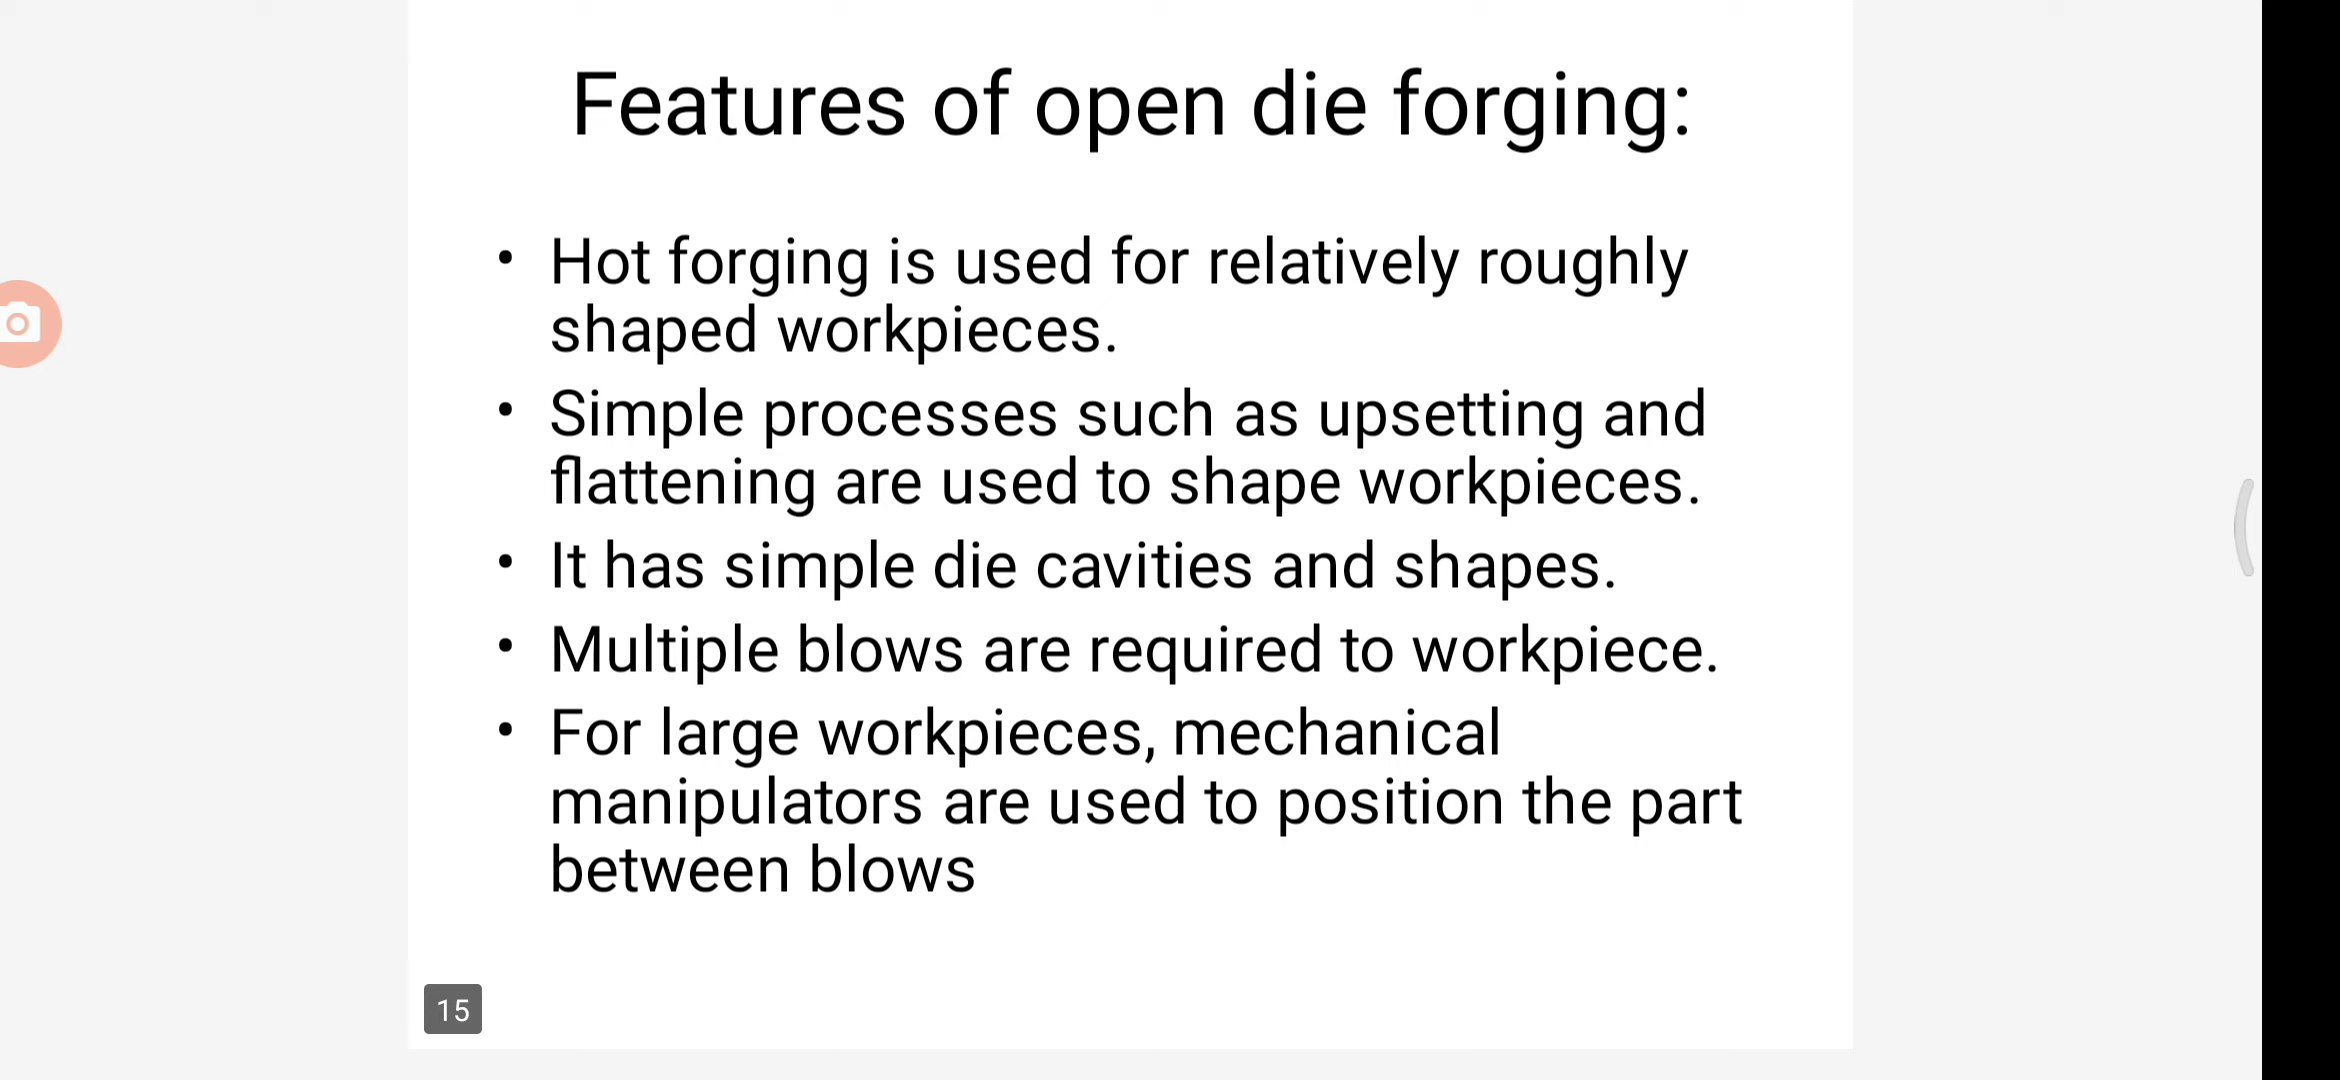 Features of open die forging:
• Hot forging is used for relatively roughly
shaped workpieces.
• Simple processes such as upsetting and
flattening are used to shape workpieces.
• It has simple die cavities and shapes.
• Multiple blows are required to workpiece.
• For large workpieces, mechanical
manipulators are used to position the part
between blows
15